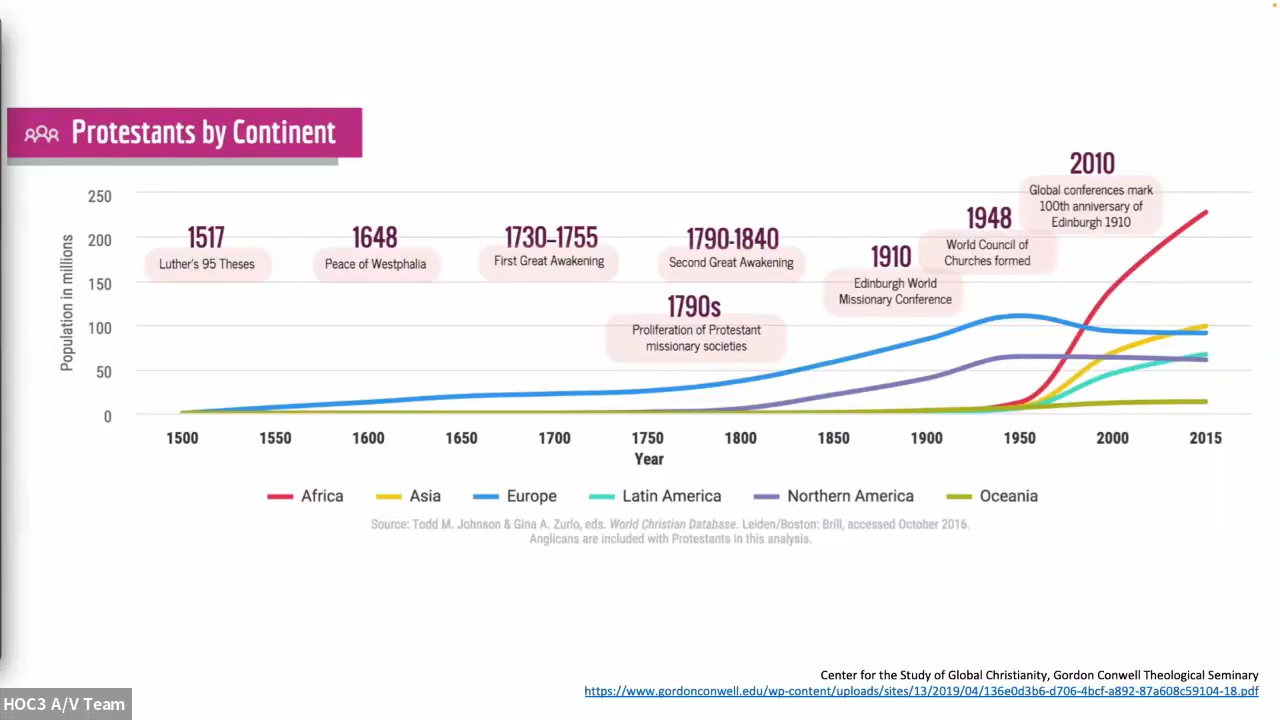 Protestants by Continent
2010
Global conferences mark
100th anniversary of
Edinburgh 1910
1948
World Council of
Churches formed
1517
Luther's 95 Theses
1648
Peace of Westphalia
1730–1755
First Great Awakening
1790-1840
Second Great Awakening
1910
Edinburgh World
Missionary Conference
1790s
Proliferation of Protestant
missionary societies
Population in millions
250
200
150
100
50
0
1500 1550 1600 1650 1700 1750 1800 1850 1900 1950 2000 2015
Year
Africa Asia Europe Latin America Northern America Oceania
Source: Todd M. Johnson & Gina A. Zurlo, eds. World Christian Database. Leiden/Boston: Brill, accessed October 2016.
Anglicans are included with Protestants in this analysis.
Center for the Study of Global Christianity, Gordon Conwell Theological Seminary
https://www.gordonconwell.edu/wp-content/uploads/sites/13/2019/04/136e0d3b6-d706-4bcf-a892-87a608c59104-18.pdf
HOC3 A/V Team